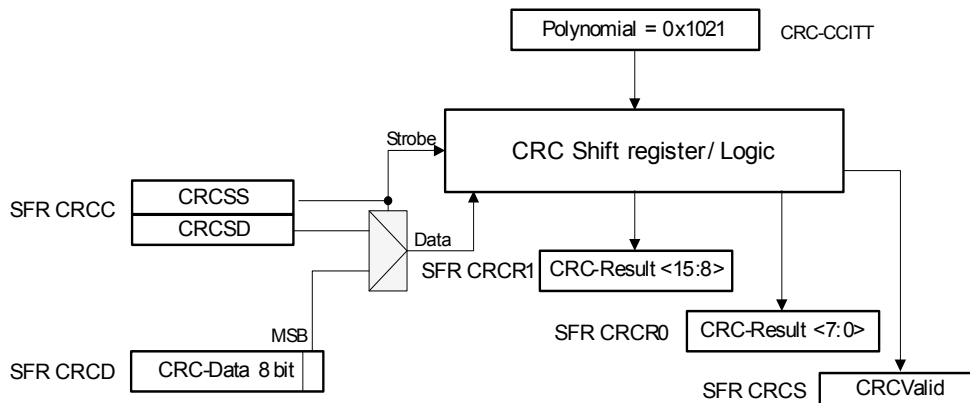 Polynomial = 0x1021
CRC-CCITT
Strobe
CRC Shift register/ Logic
SFR CRCC
CRCSS
CRCSD
Data
SFR CRCR1
CRC-Result <15:8>
MSB
SFR CRCR0
CRC-Result <7:0>
SFR CRCD
CRC-Data 8 bit
SFR CRCS
CRCValid